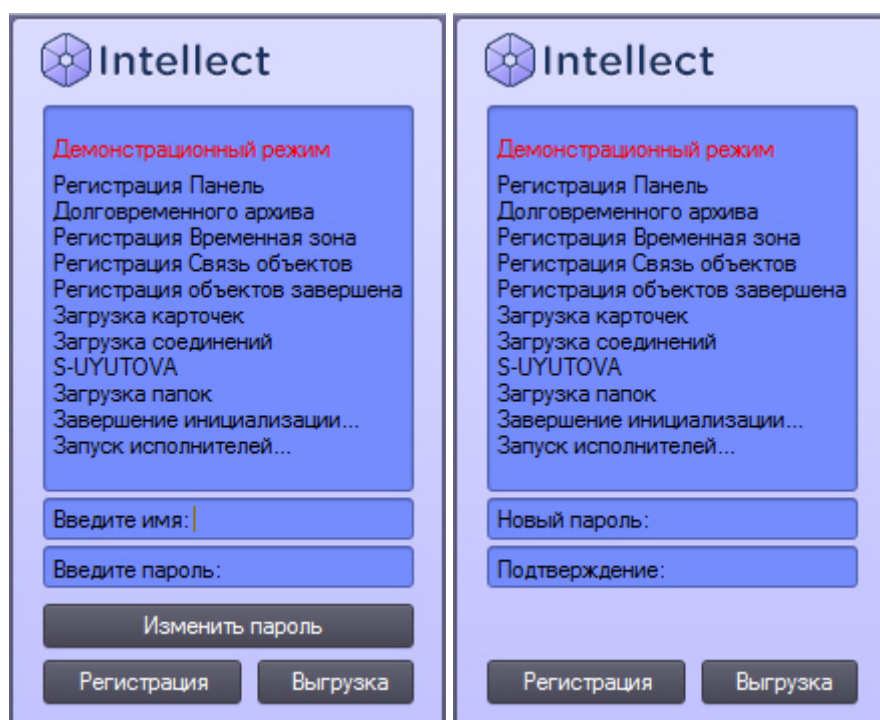 Intellect
Демонстрационный режим
Регистрация Панель
Долговременного архива
Регистрация Временная зона
Регистрация Связь объектов
Регистрация объектов завершена
Загрузка карточек
Загрузка соединений
S-UYUTOVA
Загрузка папок
Завершение инициализации...
Запуск исполнителей...
Введите имя:
Введите пароль:
Изменить пароль
Регистрация Выгрузка
Intellect
Демонстрационный режим
Регистрация Панель
Долговременного архива
Регистрация Временная зона
Регистрация Связь объектов
Регистрация объектов завершена
Загрузка карточек
Загрузка соединений
S-UYUTOVA
Загрузка папок
Завершение инициализации...
Запуск исполнителей...
Новый пароль:
Подтверждение:
Регистрация Выгрузка